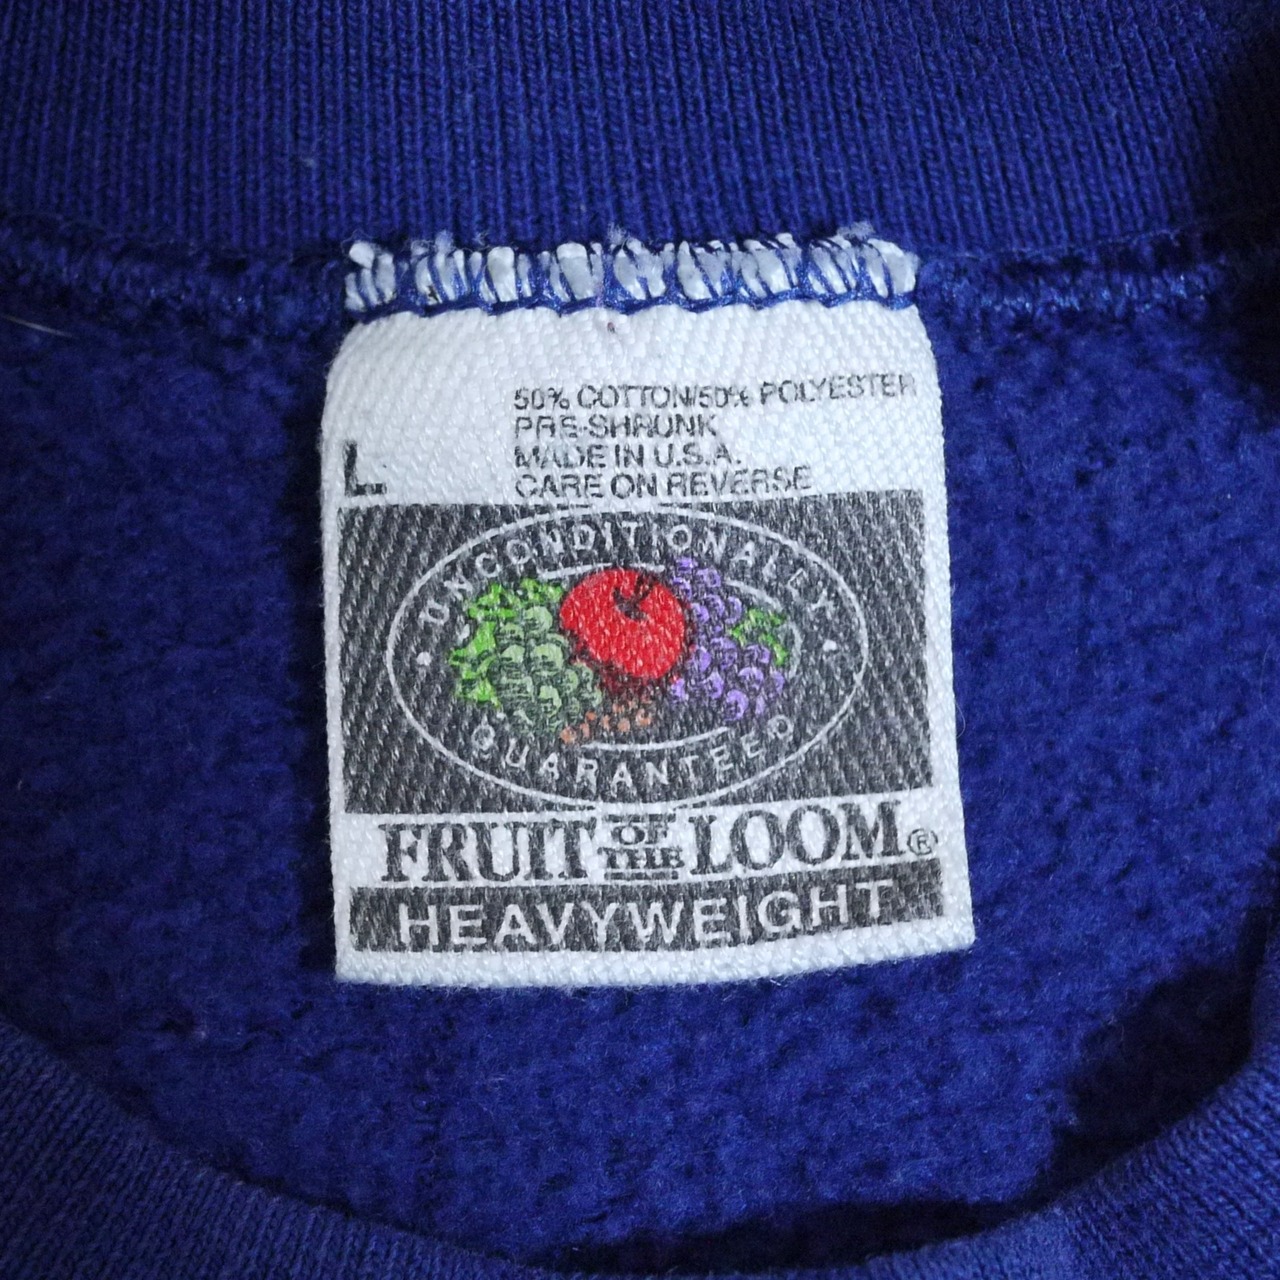 50% COTTON/50% POLYESTER
PRE-SHRUNK
MADE IN U.S.A.
CARE ON REVERSE
L
UNCONDITIONALLY
GUARANTEED
FRUIT OF THE LOOM®
HEAVYWEIGHT